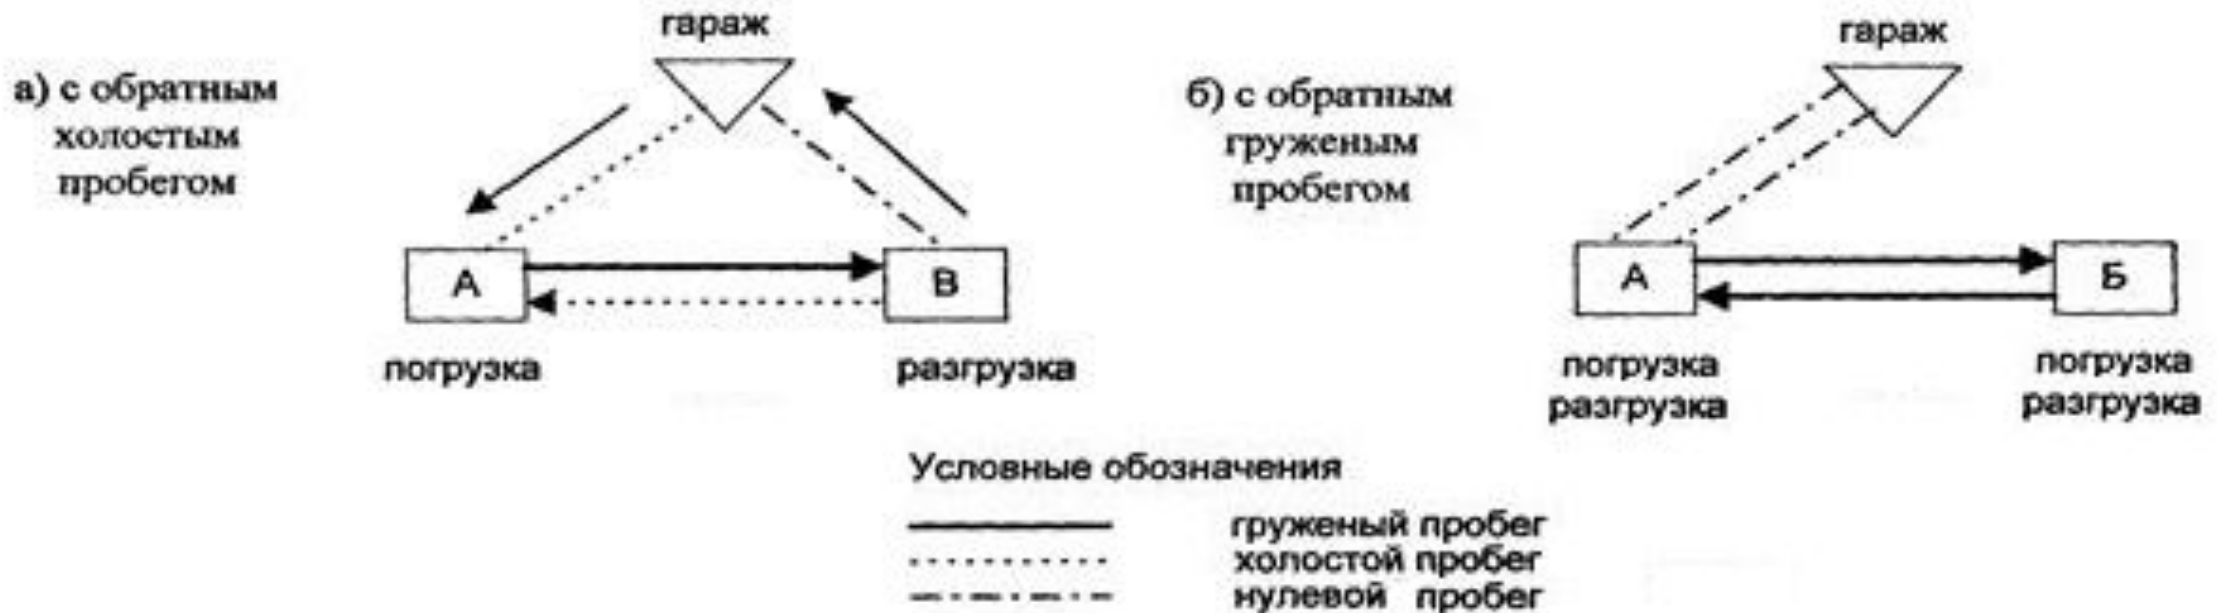 гараж
а) с обратным
холостым
пробегом
А
В
погрузка
разгрузка
гараж
б) с обратным
груженым
пробегом
А
Б
погрузка
разгрузка
погрузка
разгрузка
Условные обозначения
груженый пробег
холостой пробег
нулевой пробег